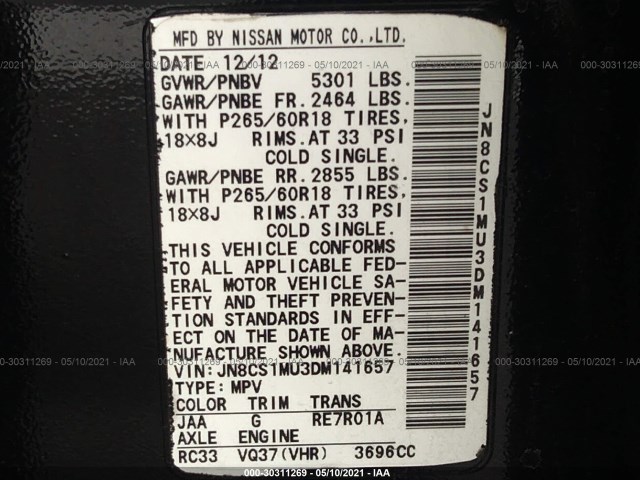 MFD BY NISSAN MOTOR CO.,LTD.
DATE 12/12
GVWR/PNBV 5301 LBS.
GAWR/PNBE FR. 2464 LBS.
WITH P265/60R18 TIRES,
18×8J RIMS. AT 33 PSI
COLD SINGLE.
GAWR/PNBE RR. 2855 LBS.
WITH P265/60R18 TIRES,
18×8J RIMS. AT 33 PSI
COLD SINGLE.
THIS VEHICLE CONFORMS
TO ALL APPLICABLE FED-
ERAL MOTOR VEHICLE SA-
FETY AND THEFT PREVEN-
TION STANDARDS IN EFF-
ECT ON THE DATE OF MA-
NUFACTURE SHOWN ABOVE.
VIN:JN8CS1MU3DM141657
TYPE: MPV
COLOR TRIM TRANS
JAA G RE7R01A
AXLE ENGINE
RC33 VQ37(VHR) 3696CC
JN8CS1MU3DM141657
000-30311269 - 05/10/2021 - IAA